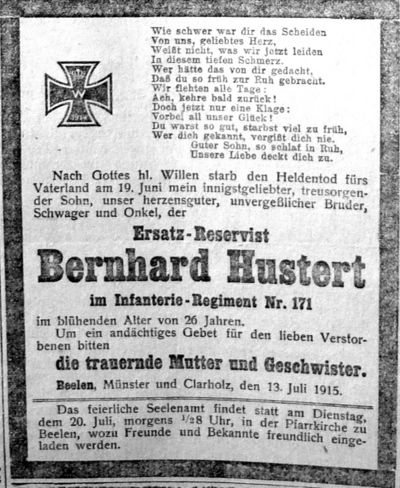 Wie schwer war dir das Scheiden
Von uns, geliebtes Herz,
Weißt nicht, was wir jetzt leiden
In diesem tiefen Schmerz.
Wer hätte das von dir gedacht,
Daß du so früh zur Ruh gebracht.
Wir flehten alle Tage:
Ach, kehre bald zurück!
Doch jetzt nur eine Klage:
Vorbei all unser Glück!
Du warst so gut, starbst viel zu früh,
Wer dich gekannt, vergißt dich nie.
Guter Sohn, so schlaf in Ruh,
Unsere Liebe deckt dich zu.
W
1914
Nach Gottes hl. Willen starb den Heldentod fürs
Vaterland am 19. Juni mein innigstgeliebter, treusorgen-
der Sohn, unser herzensguter, unvergeßlicher Bruder,
Schwager und Onkel, der
Ersatz-Reservist
Bernhard Hustert
im Infanterie-Regiment Nr. 171
im blühenden Alter von 26 Jahren.
Um ein andächtiges Gebet für den lieben Verstor-
benen bitten
die trauernde Mutter und Geschwister.
Beelen, Münster und Clarholz, den 13. Juli 1915.
Das feierliche Seelenamt findet statt am Dienstag,
dem 20. Juli, morgens ½8 Uhr, in der Pfarrkirche zu
Beelen, wozu Freunde und Bekannte freundlich einge-
laden werden.